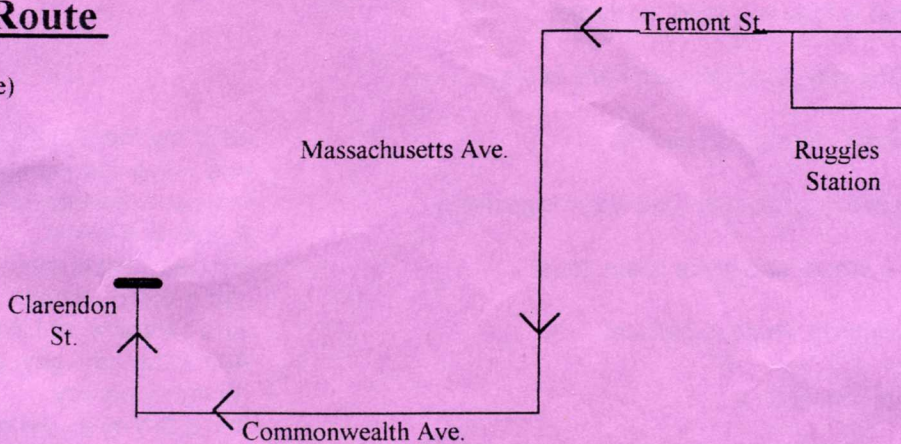 Route
e)
Tremont St.
Massachusetts Ave.
Ruggles
Station
Clarendon
St.
Commonwealth Ave.